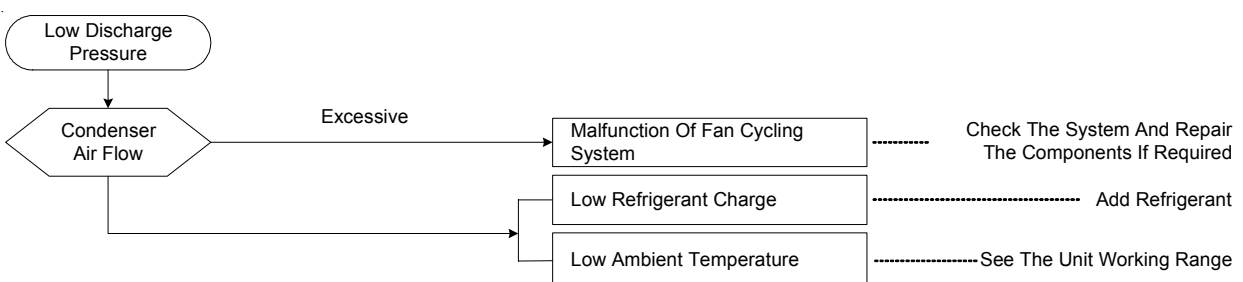 Low Discharge
Pressure
Condenser
Air Flow
Excessive
Malfunction Of Fan Cycling
System
Check The System And Repair
The Components If Required
Low Refrigerant Charge
Add Refrigerant
Low Ambient Temperature
See The Unit Working Range